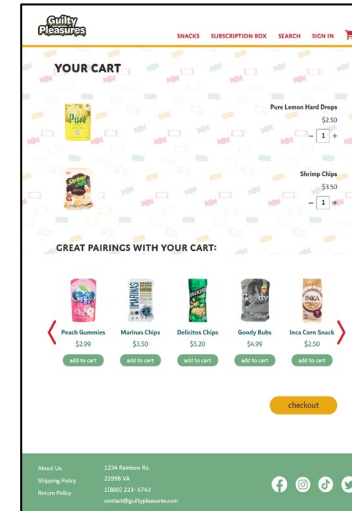 Guilty
Pleasures
SNACKS SUBSCRIPTION BOX SEARCH SIGN IN
YOUR CART
Pure
Pure Lemon Hard Drops
$2.50
− 1 +
Shrimp Chips
$3.50
− 1 +
GREAT PAIRINGS WITH YOUR CART:
MARINAS
INKA
Peach Gummies Marinas Chips Delicitos Chips Goody Bubs Inca Corn Snack
$2.99 $3.50 $5.20 $4.99 $2.50
add to cart add to cart add to cart add to cart add to cart
checkout
About Us 1234 Rainbow Rd.
Shipping Policy 22998 VA
Return Policy 1(800) 223- 6743
contact@guiltypleasures.com